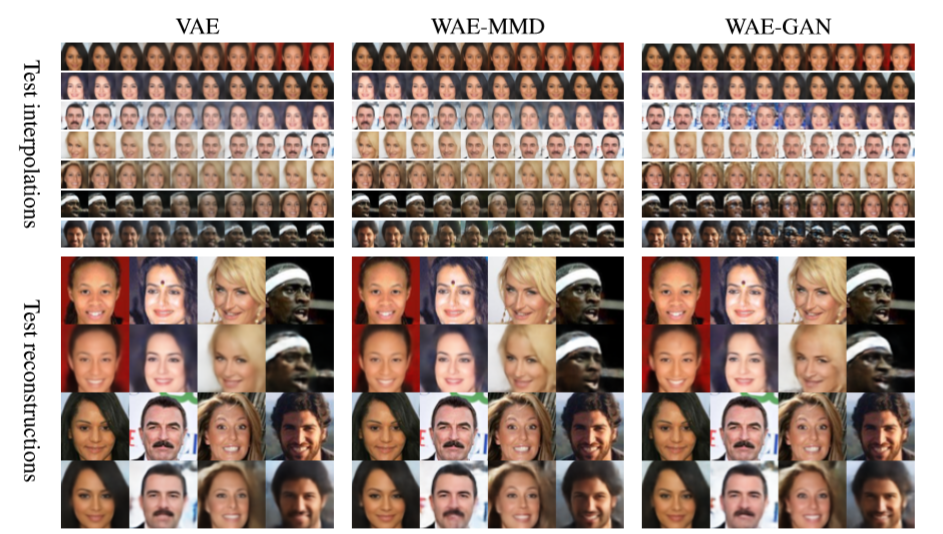 VAE
WAE-MMD
WAE-GAN
Test interpolations
Test reconstructions